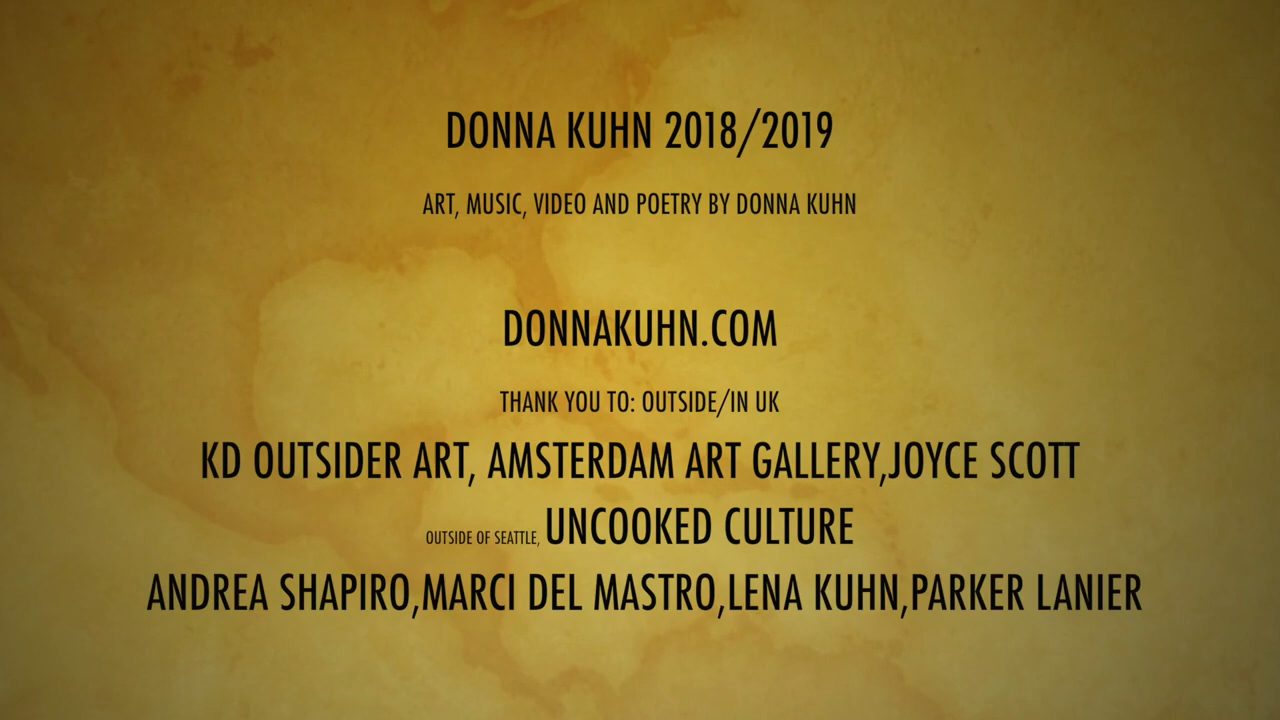 DONNA KUHN 2018/2019
ART, MUSIC, VIDEO AND POETRY BY DONNA KUHN
DONNAKUHN.COM
THANK YOU TO: OUTSIDE/IN UK
KD OUTSIDER ART, AMSTERDAM ART GALLERY,JOYCE SCOTT
OUTSIDE OF SEATTLE, UNCOOKED CULTURE
ANDREA SHAPIRO,MARCI DEL MASTRO,LENA KUHN,PARKER LANIER